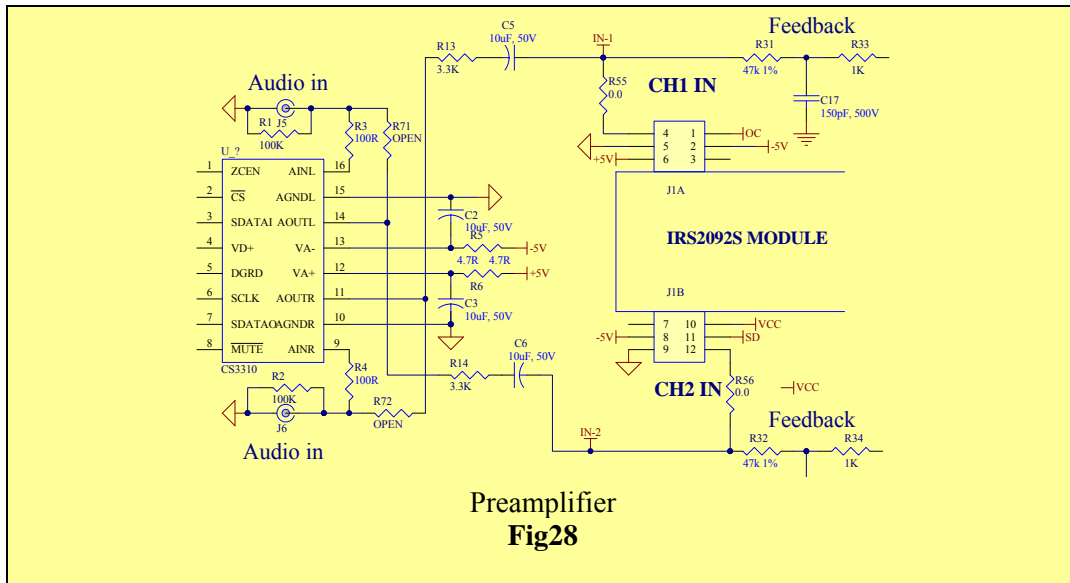 Feedback
C5
10uF, 50V
R13
3.3K
IN-1
R31
47k 1%
R33
1K
R55
0.0
CH1 IN
C17
150pF, 500V
Audio in
J5
R1
100K
R3
100R
R71
OPEN
4 1 OC
5 2 -5V
+5V 6 3
J1A
U_?
1 ZCEN AINL 16
2 CS AGNDL 15
3 SDATAI AOUTL 14
4 VD+ VA- 13
5 DGRD VA+ 12
6 SCLK AOUTR 11
7 SDATAO AGNDR 10
8 MUTE AINR 9
CS3310
C2
10uF, 50V
R5
4.7R 4.7R
-5V
+5V
R6
C3
10uF, 50V
IRS2092S MODULE
J1B
7 10 VCC
-5V 8 11 SD
9 12
C6
10uF, 50V
R14
3.3K
CH2 IN
R56
0.0
VCC
R4
100R
R2
100K
J6
R72
OPEN
Audio in
IN-2
Feedback
R32
47k 1%
R34
1K
Preamplifier
Fig28